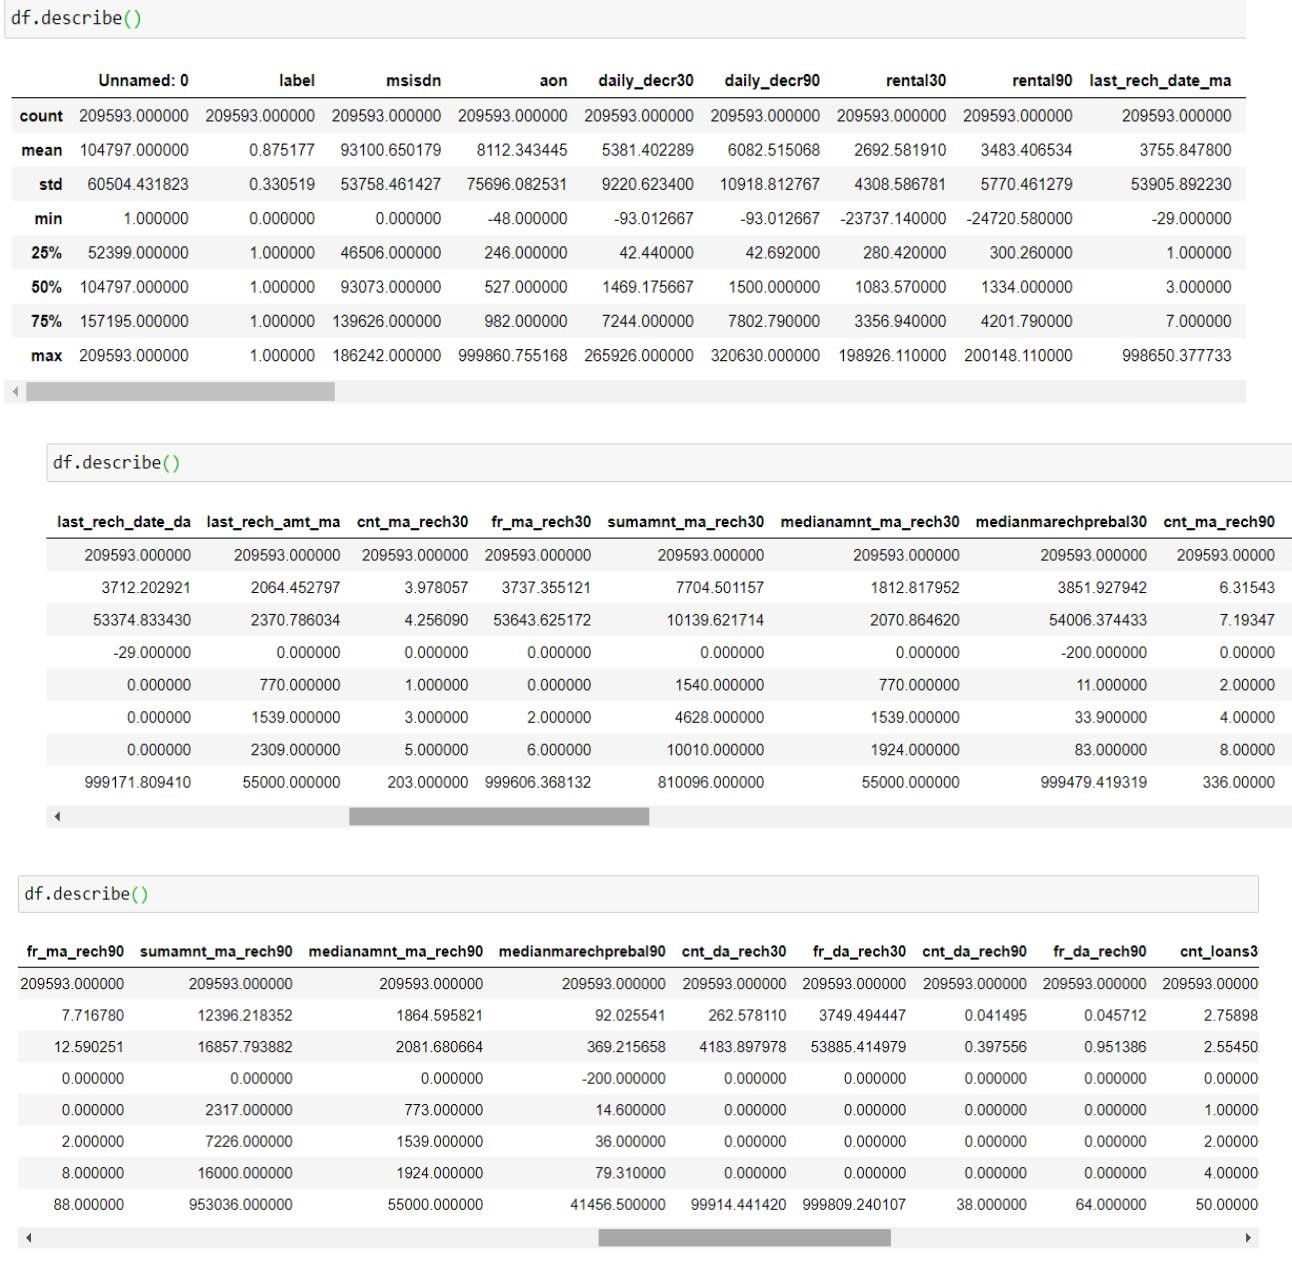 df.describe()
Unnamed: 0 label msisdn aon daily_decr30 daily_decr90 rental30 rental90 last_rech_date_ma
count 209593.000000 209593.000000 209593.000000 209593.000000 209593.000000 209593.000000 209593.000000 209593.000000 209593.000000
mean 104797.000000 0.875177 93100.650179 8112.343445 5381.402289 6082.515068 2692.581910 3483.406534 3755.847800
std 60504.431823 0.330519 53758.461427 75696.082531 9220.623400 10918.812767 4308.586781 5770.461279 53905.892230
min 1.000000 0.000000 0.000000 -48.000000 -93.012667 -93.012667 -23737.140000 -24720.580000 -29.000000
25% 52399.000000 1.000000 46506.000000 246.000000 42.440000 42.692000 280.420000 300.260000 1.000000
50% 104797.000000 1.000000 93073.000000 527.000000 1469.175667 1500.000000 1083.570000 1334.000000 3.000000
75% 157195.000000 1.000000 139626.000000 982.000000 7244.000000 7802.790000 3356.940000 4201.790000 7.000000
max 209593.000000 1.000000 186242.000000 999860.755168 265926.000000 320630.000000 198926.110000 200148.110000 998650.377733
df.describe()
last_rech_date_da last_rech_amt_ma cnt_ma_rech30 fr_ma_rech30 sumamnt_ma_rech30 medianamnt_ma_rech30 medianmarechprebal30 cnt_ma_rech90
209593.000000 209593.000000 209593.000000 209593.000000 209593.000000 209593.000000 209593.000000 209593.00000
3712.202921 2064.452797 3.978057 3737.355121 7704.501157 1812.817952 3851.927942 6.31543
53374.833430 2370.786034 4.256090 53643.625172 10139.621714 2070.864620 54006.374433 7.19347
-29.000000 0.000000 0.000000 0.000000 0.000000 0.000000 -200.000000 0.00000
0.000000 770.000000 1.000000 0.000000 1540.000000 770.000000 11.000000 2.00000
0.000000 1539.000000 3.000000 2.000000 4628.000000 1539.000000 33.900000 4.00000
0.000000 2309.000000 5.000000 6.000000 10010.000000 1924.000000 83.000000 8.00000
999171.809410 55000.000000 203.000000 999606.368132 810096.000000 55000.000000 999479.419319 336.00000
df.describe()
fr_ma_rech90 sumamnt_ma_rech90 medianamnt_ma_rech90 medianmarechprebal90 cnt_da_rech30 fr_da_rech30 cnt_da_rech90 fr_da_rech90 cnt_loans3
209593.000000 209593.000000 209593.000000 209593.000000 209593.000000 209593.000000 209593.000000 209593.000000 209593.00000
7.716780 12396.218352 1864.595821 92.025541 262.578110 3749.494447 0.041495 0.045712 2.75898
12.590251 16857.793882 2081.680664 369.215658 4183.897978 53885.414979 0.397556 0.951386 2.55450
0.000000 0.000000 0.000000 -200.000000 0.000000 0.000000 0.000000 0.000000 0.00000
0.000000 2317.000000 773.000000 14.600000 0.000000 0.000000 0.000000 0.000000 1.00000
2.000000 7226.000000 1539.000000 36.000000 0.000000 0.000000 0.000000 0.000000 2.00000
8.000000 16000.000000 1924.000000 79.310000 0.000000 0.000000 0.000000 0.000000 4.00000
88.000000 953036.000000 55000.000000 41456.500000 99914.441420 999809.240107 38.000000 64.000000 50.00000